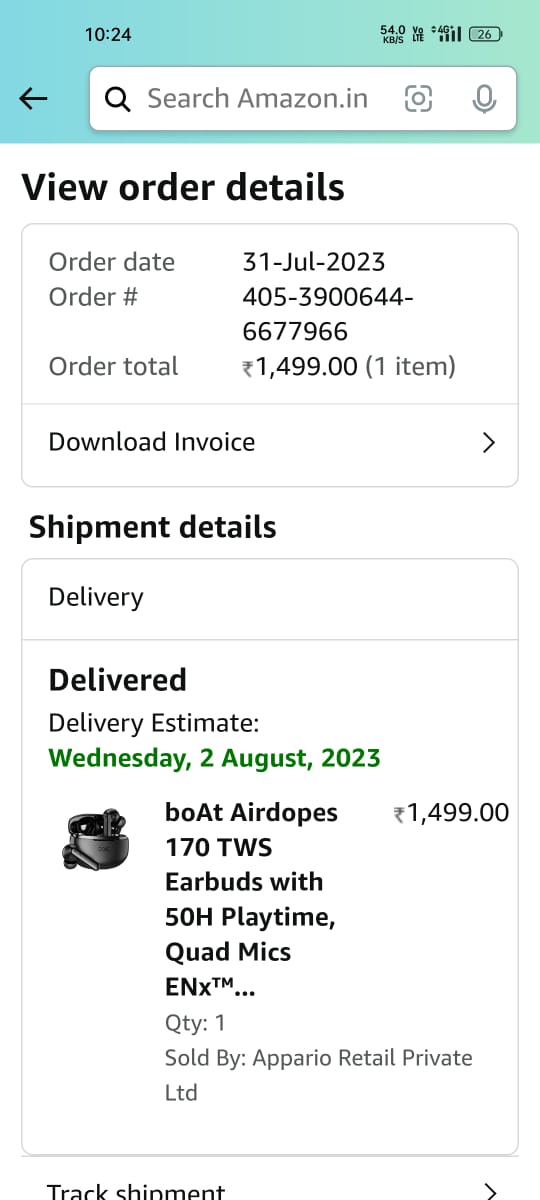 10:24
54.0 KB/S Vo LTE 4G+ 26
Search Amazon.in
View order details
Order date 31-Jul-2023
Order # 405-3900644-
6677966
Order total ₹1,499.00 (1 item)
Download Invoice
Shipment details
Delivery
Delivered
Delivery Estimate:
Wednesday, 2 August, 2023
boAt Airdopes ₹1,499.00
170 TWS
Earbuds with
50H Playtime,
Quad Mics
ENx™...
Qty: 1
Sold By: Appario Retail Private
Ltd
Track shipment